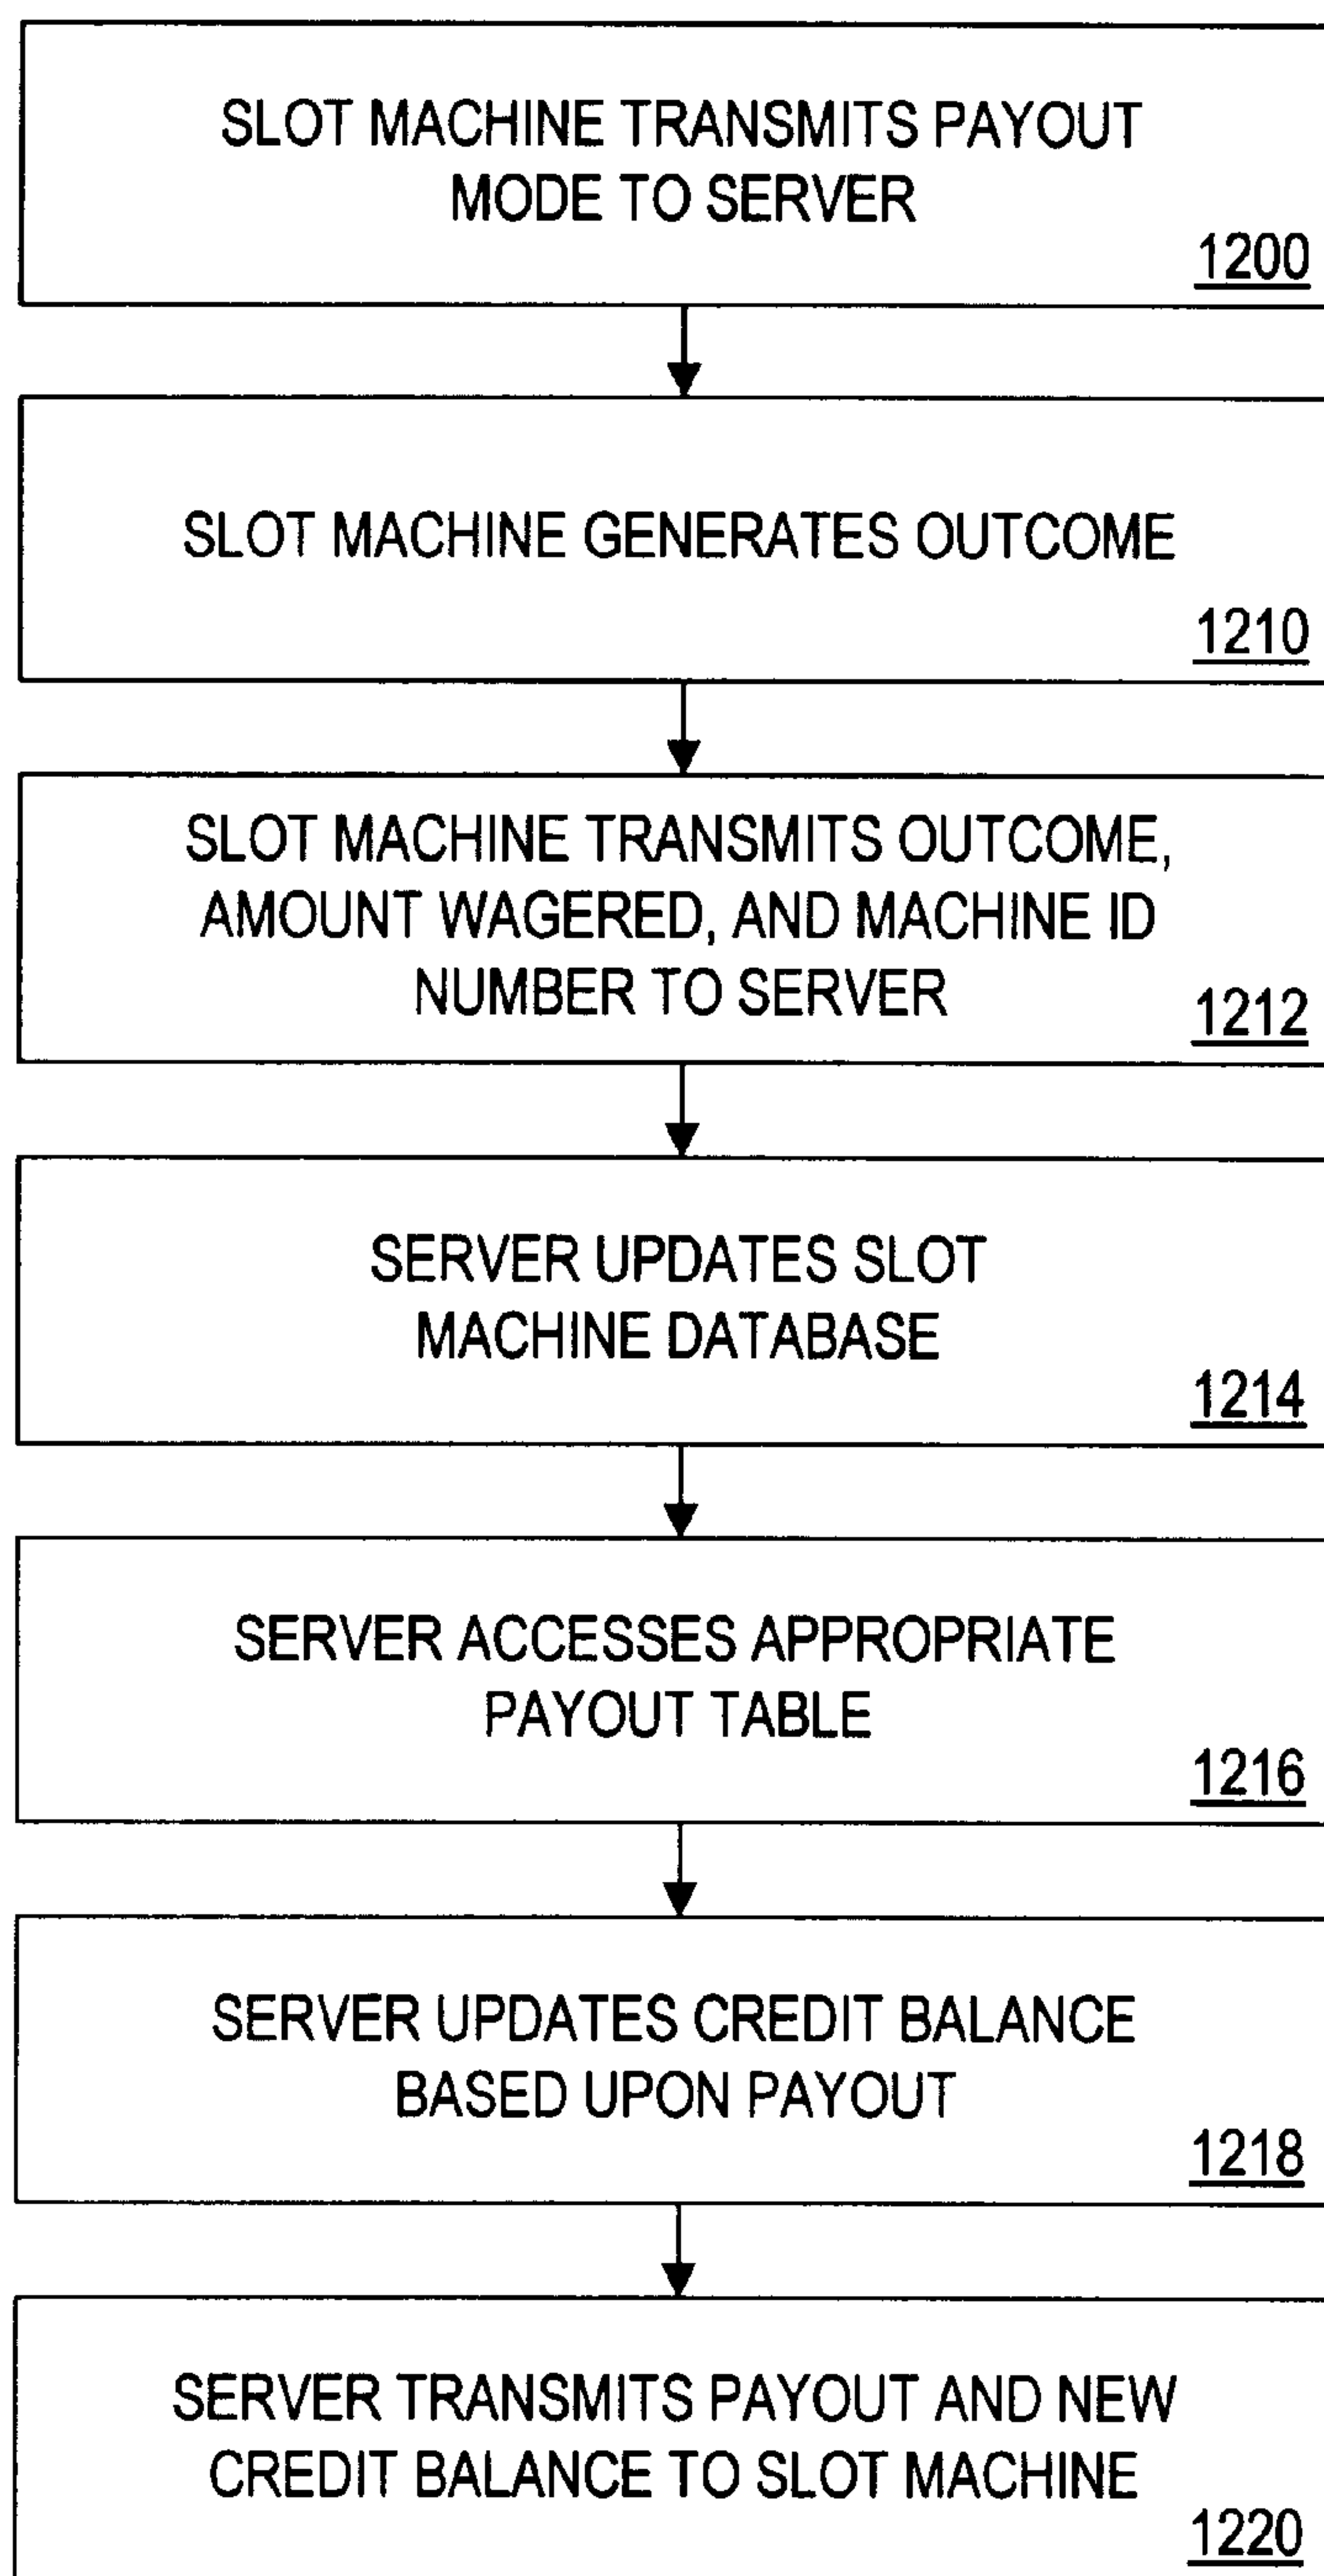 SLOT MACHINE TRANSMITS PAYOUT
MODE TO SERVER
1200
SLOT MACHINE GENERATES OUTCOME
1210
SLOT MACHINE TRANSMITS OUTCOME,
AMOUNT WAGERED, AND MACHINE ID
NUMBER TO SERVER
1212
SERVER UPDATES SLOT
MACHINE DATABASE
1214
SERVER ACCESSES APPROPRIATE
PAYOUT TABLE
1216
SERVER UPDATES CREDIT BALANCE
BASED UPON PAYOUT
1218
SERVER TRANSMITS PAYOUT AND NEW
CREDIT BALANCE TO SLOT MACHINE
1220